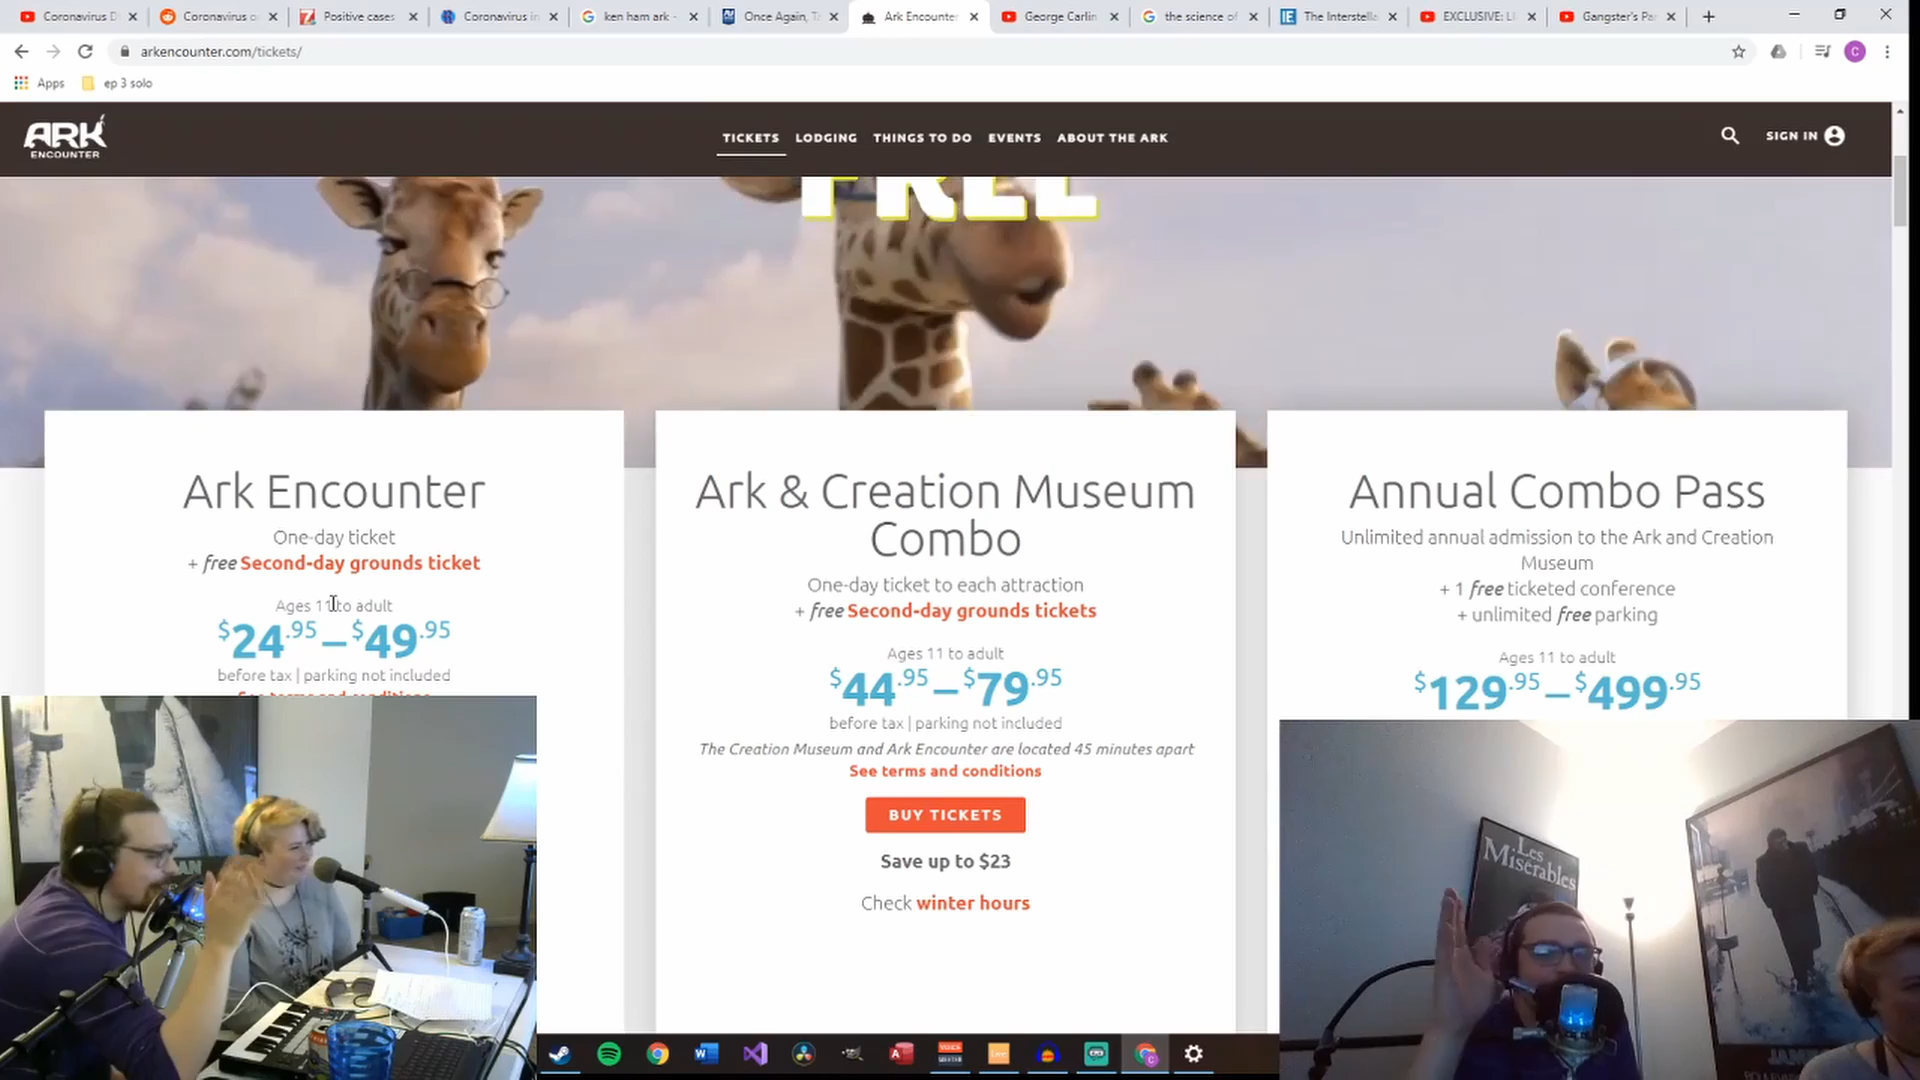 Coronavirus D
Coronavirus o
Positive cases
Coronavirus in
ken ham ark -
Once Again, T
Ark Encounter
George Carlin
the science of
The Interstella
EXCLUSIVE: L
Gangster's Pa
arkencounter.com/tickets/
C
Apps
ep 3 solo
ARK
ENCOUNTER
TICKETS LODGING THINGS TO DO EVENTS ABOUT THE ARK
SIGN IN
FREE
Ark Encounter
One-day ticket
+ free Second-day grounds ticket
Ages 11 to adult
$24.95–$49.95
before tax | parking not included
See terms and conditions
Ark & Creation Museum
Combo
One-day ticket to each attraction
+ free Second-day grounds tickets
Ages 11 to adult
$44.95–$79.95
before tax | parking not included
The Creation Museum and Ark Encounter are located 45 minutes apart
See terms and conditions
BUY TICKETS
Save up to $23
Check winter hours
Annual Combo Pass
Unlimited annual admission to the Ark and Creation
Museum
+ 1 free ticketed conference
+ unlimited free parking
Ages 11 to adult
$129.95–$499.95
Les
Misérables